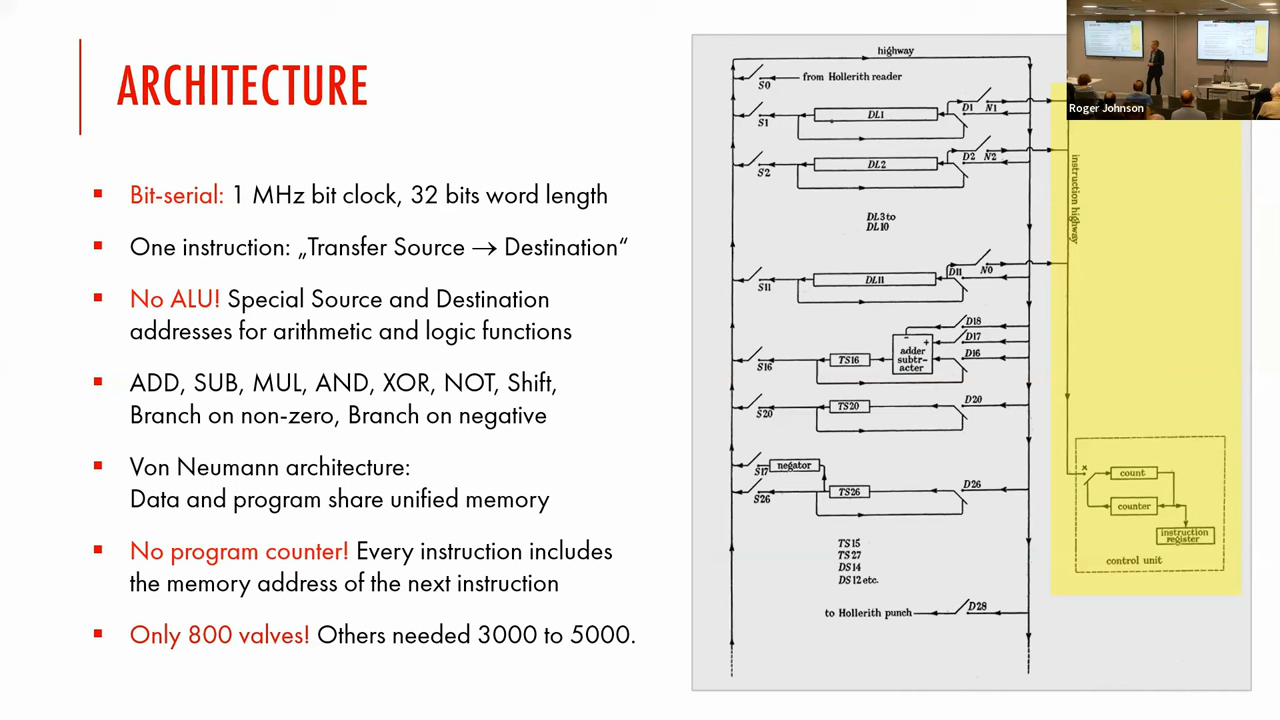 ARCHITECTURE
▪ Bit-serial: 1 MHz bit clock, 32 bits word length
▪ One instruction: „Transfer Source → Destination“
▪ No ALU! Special Source and Destination
addresses for arithmetic and logic functions
▪ ADD, SUB, MUL, AND, XOR, NOT, Shift,
Branch on non-zero, Branch on negative
▪ Von Neumann architecture:
Data and program share unified memory
▪ No program counter! Every instruction includes
the memory address of the next instruction
▪ Only 800 valves! Others needed 3000 to 5000.
highway
S0 from Hollerith reader
S1 DL1 D1 N1
S2 DL2 D2 N2
DL3 to
DL10
S11 DL11 D11 N0
instruction highway
D18
D17
D16
- +
adder
subtr-
acter
S16 TS16
S20 TS20 D20
S17 negator
S26 TS26 D26
TS15
TS27
DS14
DS12 etc.
to Hollerith punch D28
x count
counter
instruction
register
control unit
Roger Johnson